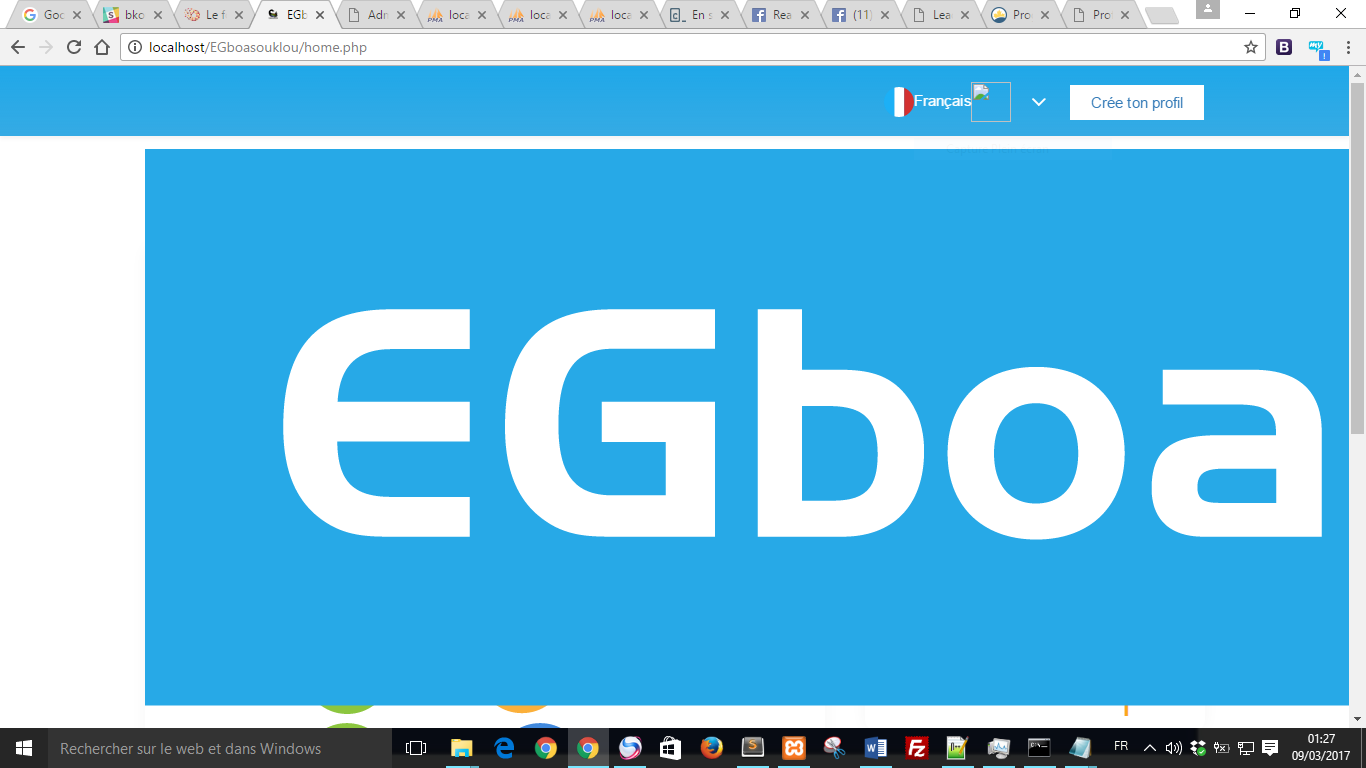 Goo
bko
Le f
EGb
Adn
loca
loca
loca
En s
Rea
(11)
Lea
Pro
Pro
localhost/EGboasouklou/home.php
Français
Crée ton profil
EGboa
Rechercher sur le web et dans Windows
FR
01:27
09/03/2017